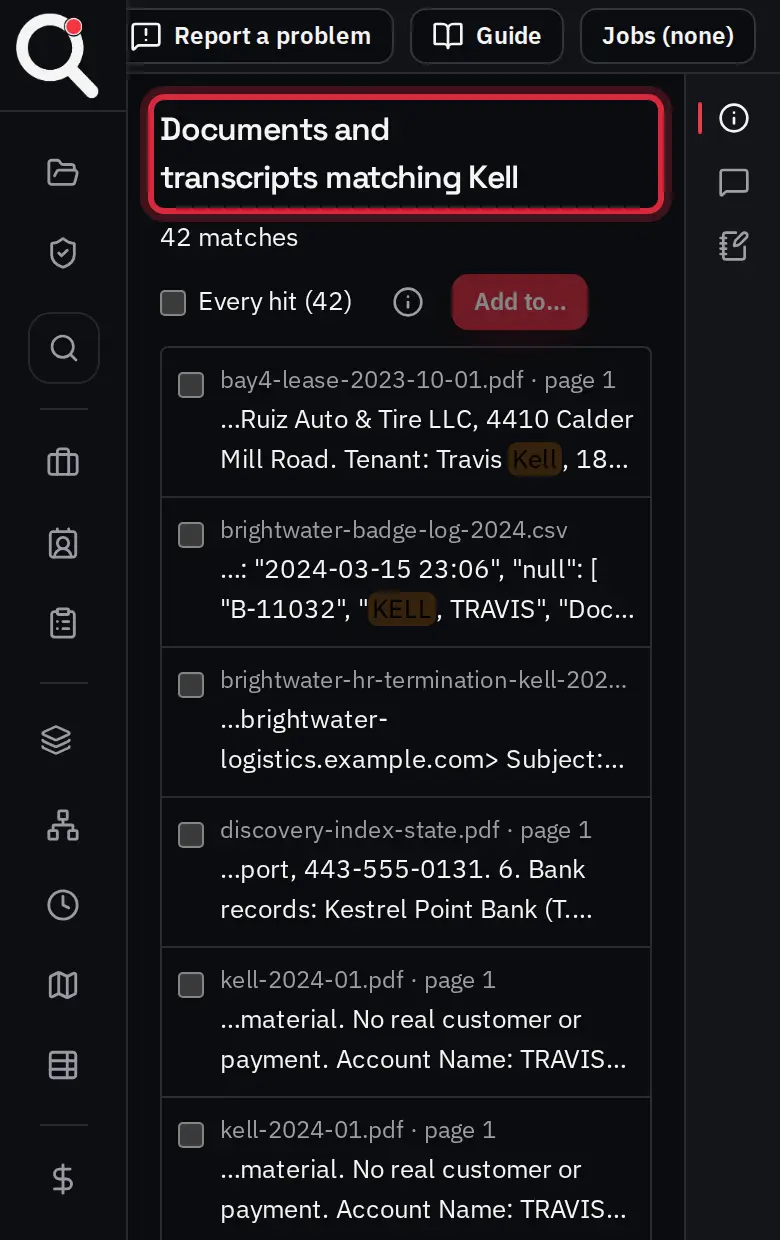 Report a problem
Guide
Jobs (none)
Documents and
transcripts matching Kell
42 matches
Every hit (42)
Add to...
bay4-lease-2023-10-01.pdf · page 1
...Ruiz Auto & Tire LLC, 4410 Calder
Mill Road. Tenant: Travis Kell, 18...
brightwater-badge-log-2024.csv
...: "2024-03-15 23:06", "null": [
"B-11032", "KELL, TRAVIS", "Doc...
brightwater-hr-termination-kell-202...
...brightwater-
logistics.example.com> Subject:...
discovery-index-state.pdf · page 1
...port, 443-555-0131. 6. Bank
records: Kestrel Point Bank (T....
kell-2024-01.pdf · page 1
...material. No real customer or
payment. Account Name: TRAVIS...
kell-2024-01.pdf · page 1
...material. No real customer or
payment. Account Name: TRAVIS...